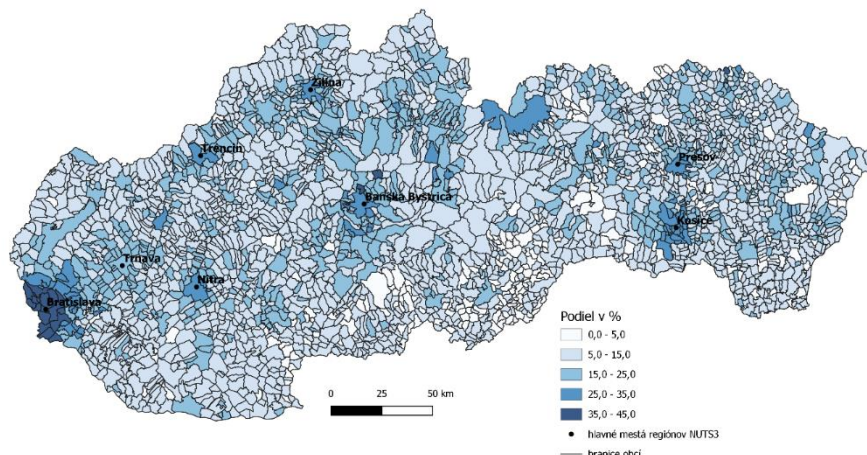 Žilina
Trenčín
Prešov
Banská Bystrica
Košice
Trnava
Nitra
Bratislava
Podiel v %
0,0 - 5,0
5,0 - 15,0
15,0 - 25,0
25,0 - 35,0
35,0 - 45,0
hlavné mestá regiónov NUTS3
hranice obcí
0 25 50 km